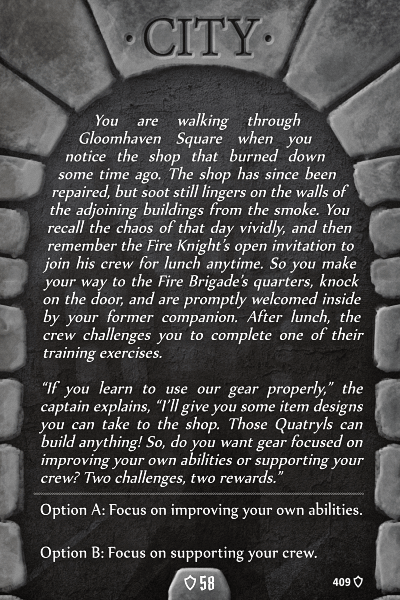 ·CITY·
You are walking through
Gloomhaven Square when you
notice the shop that burned down
some time ago. The shop has since been
repaired, but soot still lingers on the walls of
the adjoining buildings from the smoke. You
recall the chaos of that day vividly, and then
remember the Fire Knight's open invitation to
join his crew for lunch anytime. So you make
your way to the Fire Brigade's quarters, knock
on the door, and are promptly welcomed inside
by your former companion. After lunch, the
crew challenges you to complete one of their
training exercises.
"If you learn to use our gear properly," the
captain explains, "I'll give you some item designs
you can take to the shop. Those Quatryls can
build anything! So, do you want gear focused on
improving your own abilities or supporting your
crew? Two challenges, two rewards."
Option A: Focus on improving your own abilities.
Option B: Focus on supporting your crew.
58
409